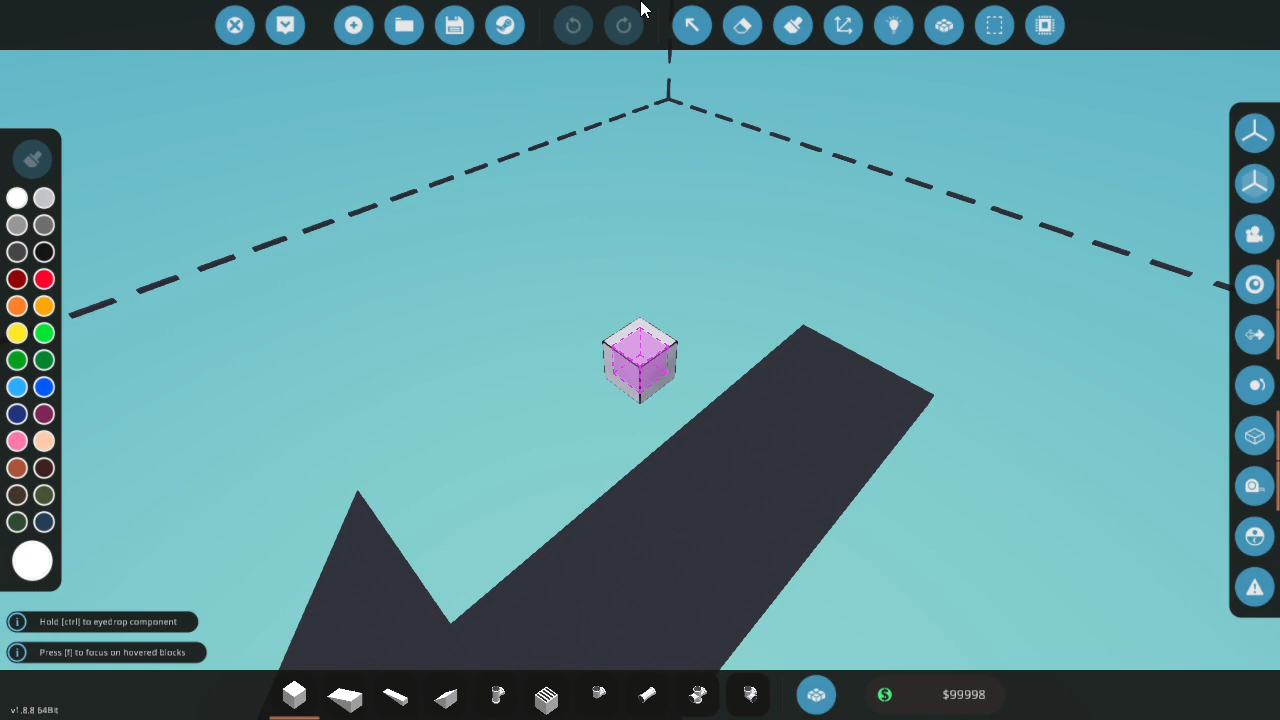 Hold [ctrl] to eyedrop component
Press [f] to focus on hovered blocks
$99998
v1.8.8 64Bit